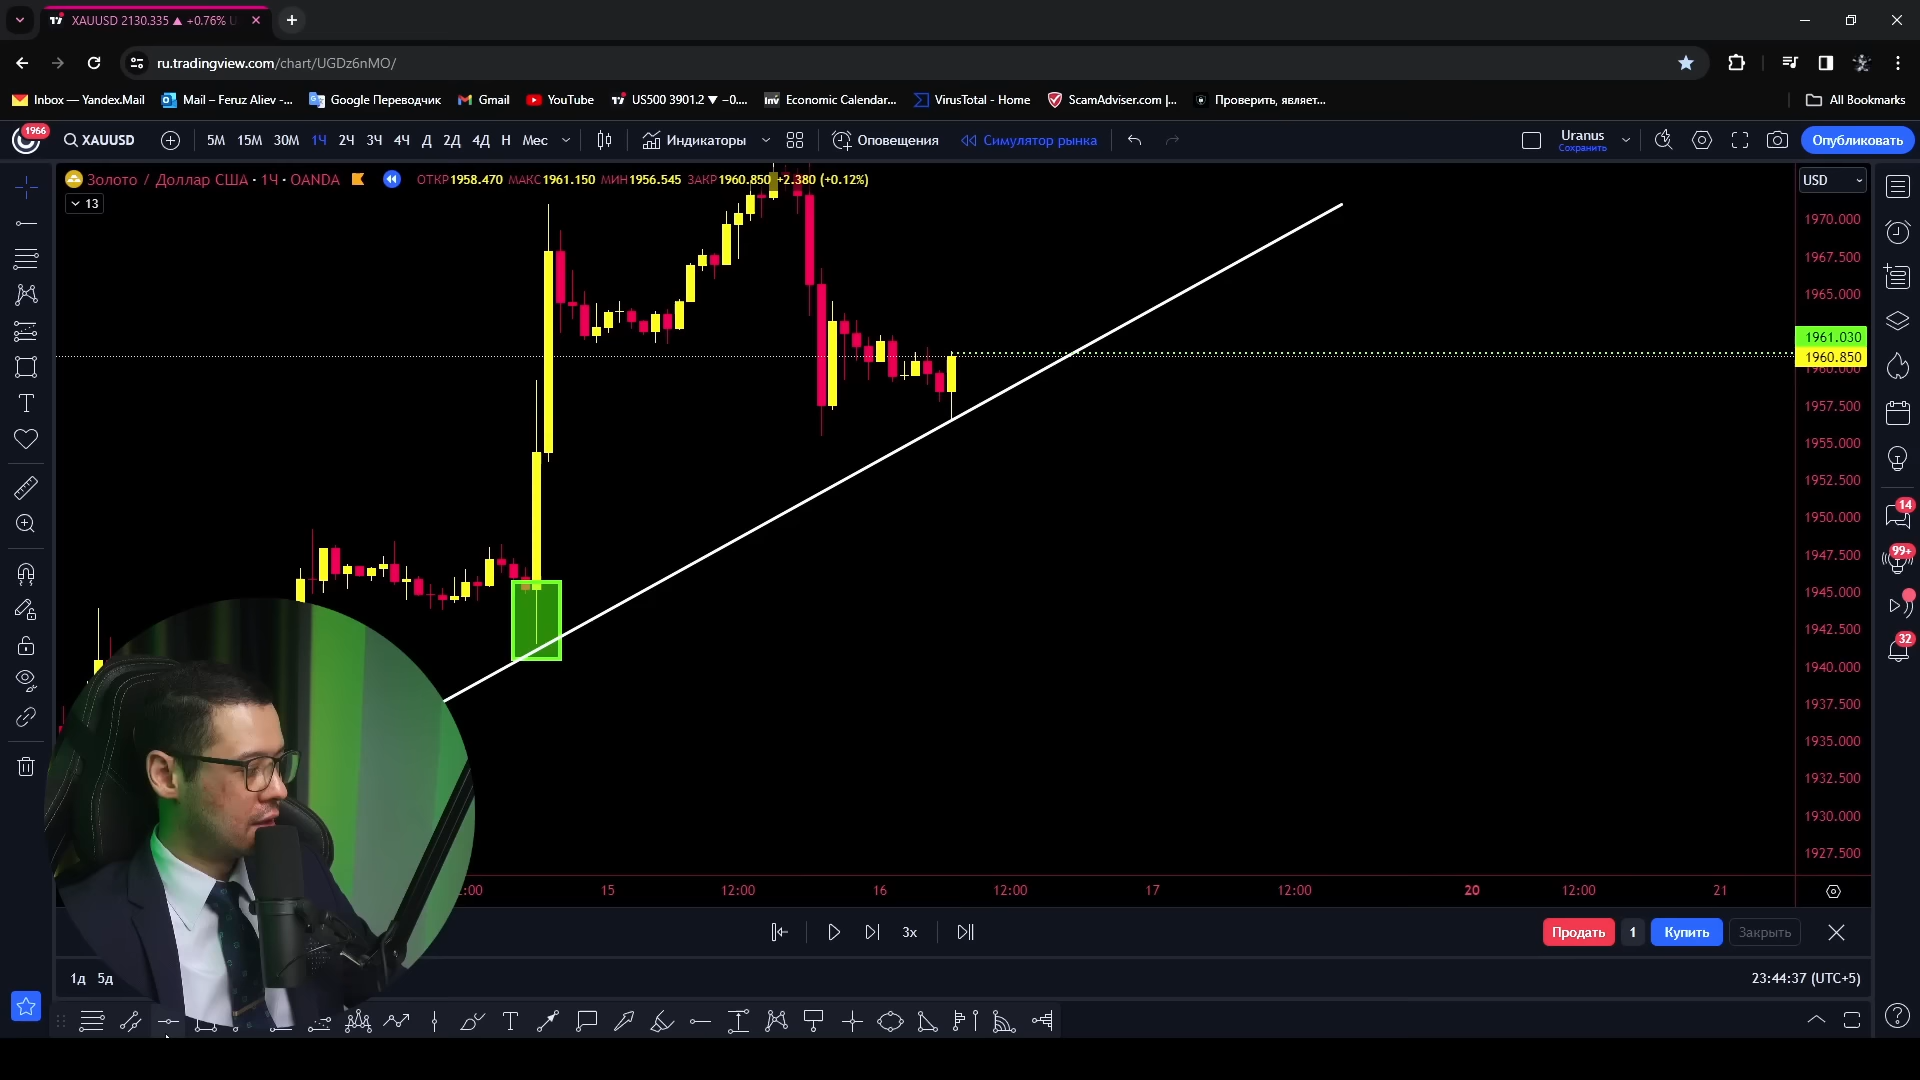 XAUUSD 2130.335 ▲ +0.76% U
ru.tradingview.com/chart/UGDz6nMO/
Inbox — Yandex.Mail
Mail – Feruz Aliev -...
Google Переводчик
Gmail
YouTube
US500 3901.2 ▼ −0....
Economic Calendar...
VirusTotal - Home
ScamAdviser.com |...
Проверить, являет...
All Bookmarks
1966
XAUUSD
5М 15М 30М 1Ч 2Ч 3Ч 4Ч Д 2Д 4Д Н Мес
Индикаторы
Оповещения
Симулятор рынка
Uranus
Сохранить
Опубликовать
Золото / Доллар США · 1Ч · OANDA
ОТКР1958.470 МАКС1961.150 МИН1956.545 ЗАКР1960.850 +2.380 (+0.12%)
USD
13
1970.000
1967.500
1965.000
1961.030
1960.850
1960.000
1957.500
1955.000
1952.500
1950.000
1947.500
1945.000
1942.500
1940.000
1937.500
1935.000
1932.500
1930.000
1927.500
14
99+
32
:00 15 12:00 16 12:00 17 12:00 20 12:00 21
3x
Продать 1 Купить Закрыть
1д 5д
23:44:37 (UTC+5)